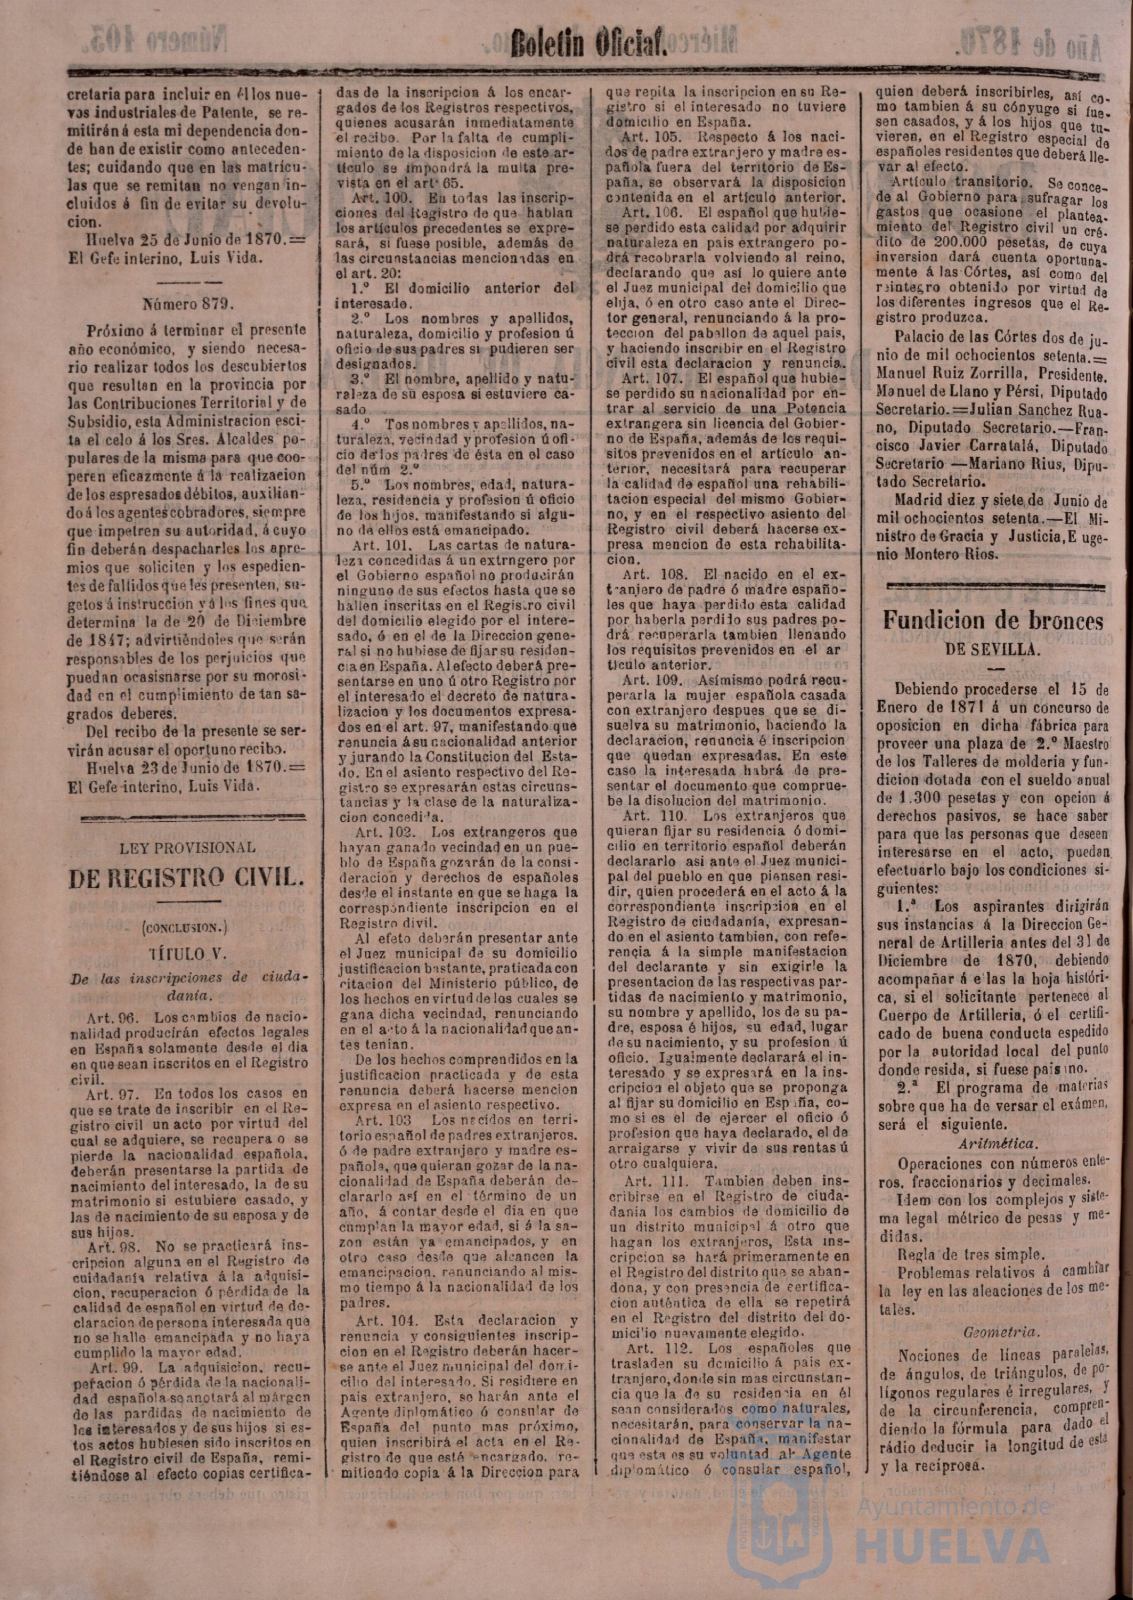 Boletin Oficial.
cretaria para incluir en éllos nue-
vos industriales de Patente, se re-
mitirán á esta mi dependencia don-
de han de existir como anteceden-
tes; cuidando que en las matrícu-
las que se remitan no vengan in-
cluidos á fin de evitar su devolu-
cion.
Huelva 25 de Junio de 1870.=
El Gefe interino, Luis Vida.
Número 879.
Próximo á terminar el presente
año económico, y siendo necesa-
rio realizar todos los descubiertos
que resultan en la provincia por
las Contribuciones Territorial y de
Subsidio, esta Administracion esci-
ta el celo á los Sres. Alcaldes po-
pulares de la misma para que coo-
peren eficazmente á la realizacion
de los espresados débitos, auxilian-
do á los agentes cobradores, siempre
que impetren su autoridad, á cuyo
fin deberán despacharles los apre-
mios que soliciten y los espedien-
tes de fallidos que les presenten, su-
getos á instruccion y á los fines que
determina la de 20 de Diciembre
de 1847; advirtiéndoles que serán
responsables de los perjuicios que
puedan ocasisnarse por su morosi-
dad en el cumplimiento de tan sa-
grados deberes.
Del recibo de la presente se ser-
virán acusar el oportuno recibo.
Huelva 23 de Junio de 1870.=
El Gefe interino, Luis Vida.
LEY PROVISIONAL
DE REGISTRO CIVIL.
(CONCLUSION.)
TÍTULO V.
De las inscripciones de ciuda-
danía.
Art. 96. Los cambios de nacio-
nalidad producirán efectos legales
en España solamente desde el dia
en que sean inscritos en el Registro
civil.
Art. 97. En todos los casos en
que se trate de inscribir en el Re-
gistro civil un acto por virtud del
cual se adquiere, se recupera o se
pierde la nacionalidad española,
deberán presentarse la partida de
nacimiento del interesado, la de su
matrimonio si estubiere casado, y
las de nacimiento de su esposa y de
sus hijos.
Art. 98. No se practicará ins-
cripcion alguna en el Registro de
cuidadanía relativa á la adquisi-
cion, recuperacion ó pérdida de la
calidad de español en virtud de de-
claracion de persona interesada que
no se halle emancipada y no haya
cumplido la mayor edad.
Art. 99. La adquisicion, recu-
peracion ó pérdida de la nacionali-
dad española se anotará al márgen
de las pardidas de nacimiento de
los interesados y de sus hijos si es-
tos actos hubiesen sido inscritos en
el Registro civil de España, remi-
tiéndose al efecto copias certifica-
das de la inscripcion á los encar-
gados de los Registros respectivos,
quienes acusarán inmediatamente
el recibo. Por la falta de cumpli-
miento de la disposicion de este ar-
tículo se impondrá la multa pre-
vista en el artº 65.
Art. 100. En todas las inscrip-
ciones del Registro de que hablan
los artículos precedentes se expre-
sará, si fuese posible, además de
las circunstancias mencionadas en
el art. 20:
1.º El domicilio anterior del
interesado.
2.º Los nombres y apellidos,
naturaleza, domicilio y profesion ú
oficio de sus padres si pudieren ser
designados.
3.º El nombre, apellido y natu-
raleza de su esposa si estuviere ca-
sado
4.º Tos nombres y apellidos, na-
turaleza, vecindad y profesion ú ofi-
cio de los padres de ésta en el caso
del núm 2.º
5.º Los nombres, edad, natura-
leza, residencia y profesion ú oficio
de los hijos, manifestando si algu-
no de ellos está emancipado.
Art. 101. Las cartas de natura-
leza concedidas á un extrngero por
el Gobierno español no producirán
ninguno de sus efectos hasta que se
hallen inscritas en el Registro civil
del domicilio elegido por el intere-
sado, ó en el de la Direccion gene-
ral si no hubiese de fijar su residen-
cia en España. Al efecto deberá pre-
sentarse en uno ú otro Registro por
el interesado el decreto de natura-
lizacion y los documentos expresa-
dos en el art. 97, manifestando que
renuncia á su nacionalidad anterior
y jurando la Constitucion del Esta-
do. En el asiento respectivo del Re-
gistro se expresarán estas circuns-
tancias y la clase de la naturaliza-
cion concedida.
Art. 102. Los extrangeros que
hayan ganado vecindad en un pue-
blo de España gozarán de la consi-
deracion y derechos de españoles
desde el instante en que se haga la
correspondiente inscripcion en el
Registro divil.
Al efeto deberán presentar ante
el Juez municipal de su domicilio
justificacion bastante, praticada con
citacion del Ministerio público, de
los hechos en virtud de los cuales se
gana dicha vecindad, renunciando
en el acto á la nacionalidad que an-
tes tenian.
De los hechos comprendidos en la
justificacion practicada y de esta
renuncia deberá hacerse mencion
expresa en el asiento respectivo.
Art. 103 Los nacidos en terri-
torio español de padres extranjeros.
ó de padre extranjero y madre es-
pañola, que quieran gozar de la na-
cionalidad de España deberán de-
clararlo así en el término de un
año, á contar desde el dia en que
cumplan la mayor edad, si á la sa-
zon están ya emancipados, y en
otro caso desde que alcancen la
emancipacion, renunciando al mis-
mo tiempo á la nacionalidad de los
padres.
Art. 104. Esta declaracion y
renuncia y consiguientes inscrip-
cion en el Registro deberán hacer-
se ante el Juez municipal del domi-
cilio del interesado. Si residiere en
pais extranjero, se harán ante el
Agente diplomático ó consular de
España del punto mas próximo,
quien inscribirá el acta en el Re-
gistro de que está encargado, re-
mitiendo copia á la Direccion para
que repita la inscripcion en su Re-
gistro si el interesado no tuviere
domicilio en España.
Art. 105. Respecto á los naci-
dos de padre extranjero y madre es-
pañola fuera del territorio de Es-
paña, se observará la disposicion
contenida en el artículo anterior.
Art. 106. El español que hubie-
se perdido esta calidad por adquirir
naturaleza en pais extrangero po-
drá recobrarla volviendo al reino,
declarando que así lo quiere ante
el Juez municipal del domicilio que
elija, ó en otro caso ante el Direc-
tor general, renunciando á la pro-
teccion del pabellon de aquel pais,
y haciendo inscribir en el Registro
civil esta declaracion y renuncia.
Art. 107. El español que hubie-
se perdido su nacionalidad por en-
trar al servicio de una Potencia
extrangera sin licencia del Gobier-
no de España, además de los requi-
sitos prevenidos en el artículo an-
terior, necesitará para recuperar
la calidad de español una rehabili-
tacion especial del mismo Gobier-
no, y en el respectivo asiento del
Registro civil deberá hacerse ex-
presa mencion de esta rehabilita-
cion.
Art. 108. El nacido en el ex-
tranjero de padre ó madre españo-
les que haya perdido esta calidad
por haberla perdido sus padres po-
drá recuperarla tambien llenando
los requisitos prevenidos en el ar
tículo anterior.
Art. 109. Asímismo podrá recu-
perarla la mujer española casada
con extranjero despues que se di-
suelva su matrimonio, haciendo la
declaracion, renuncia é inscripcion
que quedan expresadas. En este
caso la interesada habrá de pre-
sentar el documento que comprue-
be la disolucion del matrimonio.
Art. 110. Los extranjeros que
quieran fijar su residencia ó domi-
cilio en territorio español deberán
declararlo asi ante el Juez munici-
pal del pueblo en que piensen resi-
dir, quien procederá en el acto á la
correspondiente inscripcion en el
Registro de ciudadanía, expresan-
do en el asiento tambien, con refe-
rencia á la simple manifestacion
del declarante y sin exigirle la
presentacion de las respectivas par-
tidas de nacimiento y matrimonio,
su nombre y apellido, los de su pa-
dre, esposa é hijos, su edad, lugar
de su nacimiento, y su profesion ú
oficio. Igualmente declarará el in-
teresado y se expresará en la ins-
cripcion el objeto que se proponga
al fijar su domicilio en España, co-
mo si es el de ejercer el oficio ó
profesion que haya declarado, el de
arraigarse y vivir de sus rentas ú
otro cualquiera.
Art. 111. Tambien deben ins-
cribirse en el Registro de ciuda-
danía los cambios de domicilio de
un distrito municipal á otro que
hagan los extranjeros, Esta ins-
cripcion se hará primeramente en
el Registro del distrito que se aban-
dona, y con presencia de certifica-
cion auténtica de ella se repetirá
en el Registro del distrito del do-
micilio nuevamente elegido.
Art. 112. Los españoles que
trasladen su domicilio á pais ex-
tranjero, donde sin mas circunstan-
cia que la de su residencia en él
sean considerados como naturales,
necesitarán, para conservar la na-
cionalidad de España, manifestar
que esta es su voluntad al Agente
diplomático ó consular español,
quien deberá inscribirles, así co-
mo tambien á su cónyuge si fue-
sen casados, y á los hijos que tu-
vieren, en el Registro especial de
españoles residentes que deberá lle-
var al efecto.
Artículo transitorio. Se conce-
de al Gobierno para sufragar los
gastos que ocasione el plantea-
miento del Registro civil un cré-
dito de 200.000 pesetas, de cuya
inversion dará cuenta oportuna-
mente á las Córtes, así como del
reintegro obtenido por virtud de
los diferentes ingresos que el Re-
gistro produzca.
Palacio de las Córtes dos de ju-
nio de mil ochocientos setenta.=
Manuel Ruiz Zorrilla, Presidente.
Manuel de Llano y Pérsi, Diputado
Secretario.=Julian Sanchez Rua-
no, Diputado Secretario.—Fran-
cisco Javier Carratalá, Diputado
Secretario —Mariano Rius, Dipu-
tado Secretario.
Madrid diez y siete de Junio de
mil ochocientos setenta.—El Mi-
nistro de Gracia y Justicia,E uge-
nio Montero Rios.
Fundicion de bronces
DE SEVILLA.
Debiendo procederse el 15 de
Enero de 1871 á un concurso de
oposicion en dicha fábrica para
proveer una plaza de 2.º Maestro
de los Talleres de molderia y fun-
dicion dotada con el sueldo anual
de 1.300 pesetas y con opcion á
derechos pasivos, se hace saber
para que las personas que deseen
interesarse en el acto, puedan
efectuarlo bajo los condiciones si-
guientes:
1.ª Los aspirantes dirigirán
sus instancias á la Direccion Ge-
neral de Artilleria antes del 31 de
Diciembre de 1870, debiendo
acompañar á e'las la hoja históri-
ca, si el solicitante pertenece al
Cuerpo de Artilleria, ó el certifi-
cado de buena conducta espedido
por la autoridad local del punto
donde resida, si fuese paisano.
2.ª El programa de materias
sobre que ha de versar el exámen,
será el siguiente.
Aritmética.
Operaciones con números ente-
ros, fraccionarios y decimales.
Idem con los complejos y siste-
ma legal métrico de pesas y me-
didas.
Regla de tres simple.
Problemas relativos á cambiar
la ley en las aleaciones de los me-
tales.
Geometria.
Nociones de líneas paralelas,
de ángulos, de triángulos, de po-
lígonos regulares é irregulares, y
de la circunferencia, compren-
diendo la fórmula para dado el
rádio deducir la longitud de está
y la recíproca.
Ayuntamiento de
HUELVA